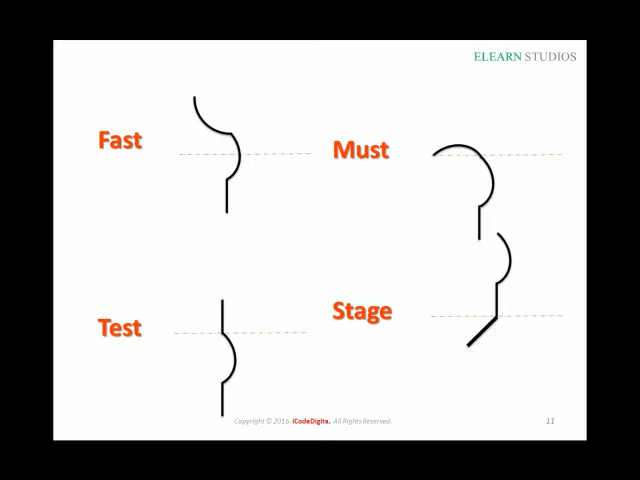 ELEARN STUDIOS
Fast
Must
Test
Stage
Copyright © 2016. iCodeDigita. All Rights Reserved.
11